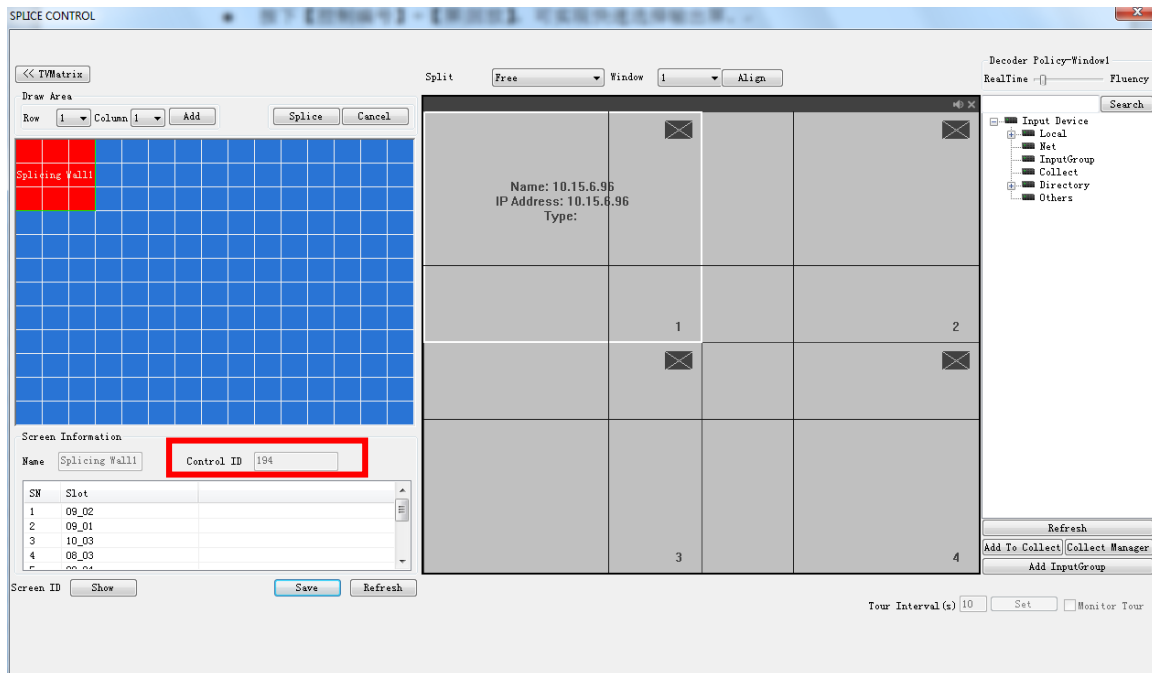 SPLICE CONTROL
<< TVMatrix
Split Free Window 1 Align
Decoder Policy-Window1
RealTime Fluency
Draw Area
Row 1 Column 1 Add Splice Cancel
Search
Splicing Wall1
Name: 10.15.6.96
IP Address: 10.15.6.96
Type:
1
2
3
4
Input Device
Local
Net
InputGroup
Collect
Directory
Others
Screen Information
Name Splicing Wall1 Control ID 194
SN Slot
1 09_02
2 09_01
3 10_03
4 08_03
Screen ID Show Save Refresh
Refresh
Add To Collect Collect Manager
Add InputGroup
Tour Interval(s) 10 Set Monitor Tour